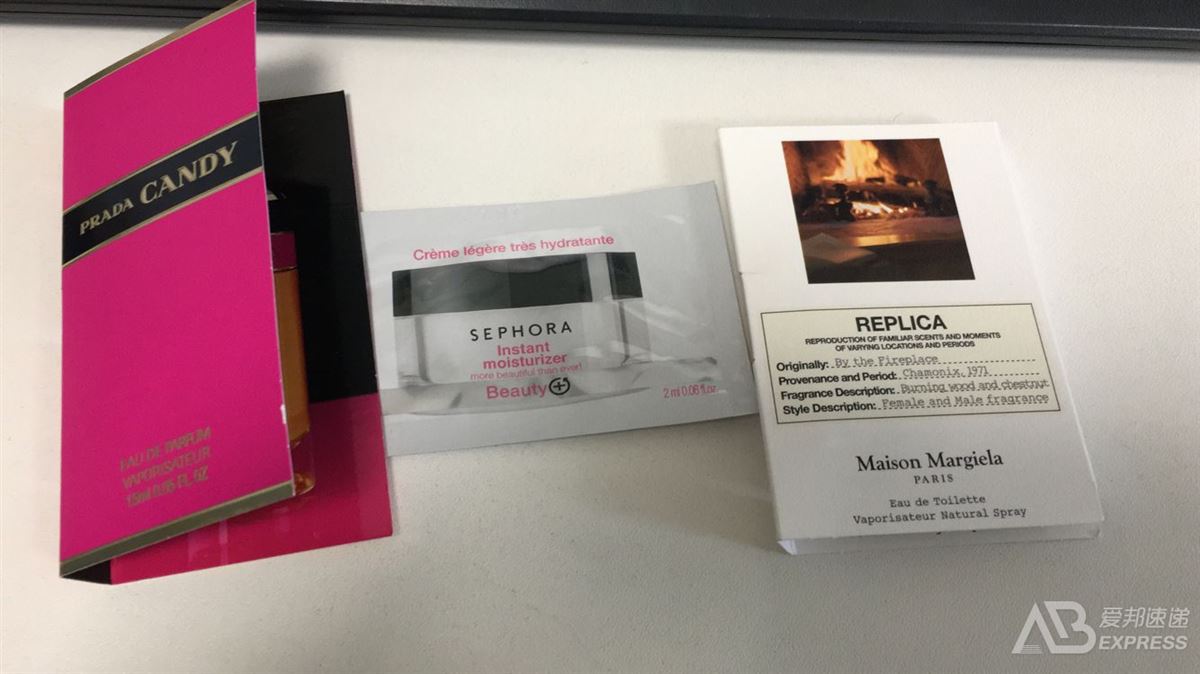 PRADA CANDY
EAU DE PARFUM
VAPORISATEUR
Crème légère très hydratante
SEPHORA
Instant
moisturizer
more beautiful than ever!
Beauty
2 ml 0.06 fl.oz
REPLICA
REPRODUCTION OF FAMILIAR SCENTS AND MOMENTS
OF VARYING LOCATIONS AND PERIODS
Originally: By the Fireplace
Provenance and Period: Chamonix, 1971
Fragrance Description: Burning wood and chestnut
Style Description: Female and Male fragrance
Maison Margiela
PARIS
Eau de Toilette
Vaporisateur Natural Spray
AB 爱邦速递
EXPRESS